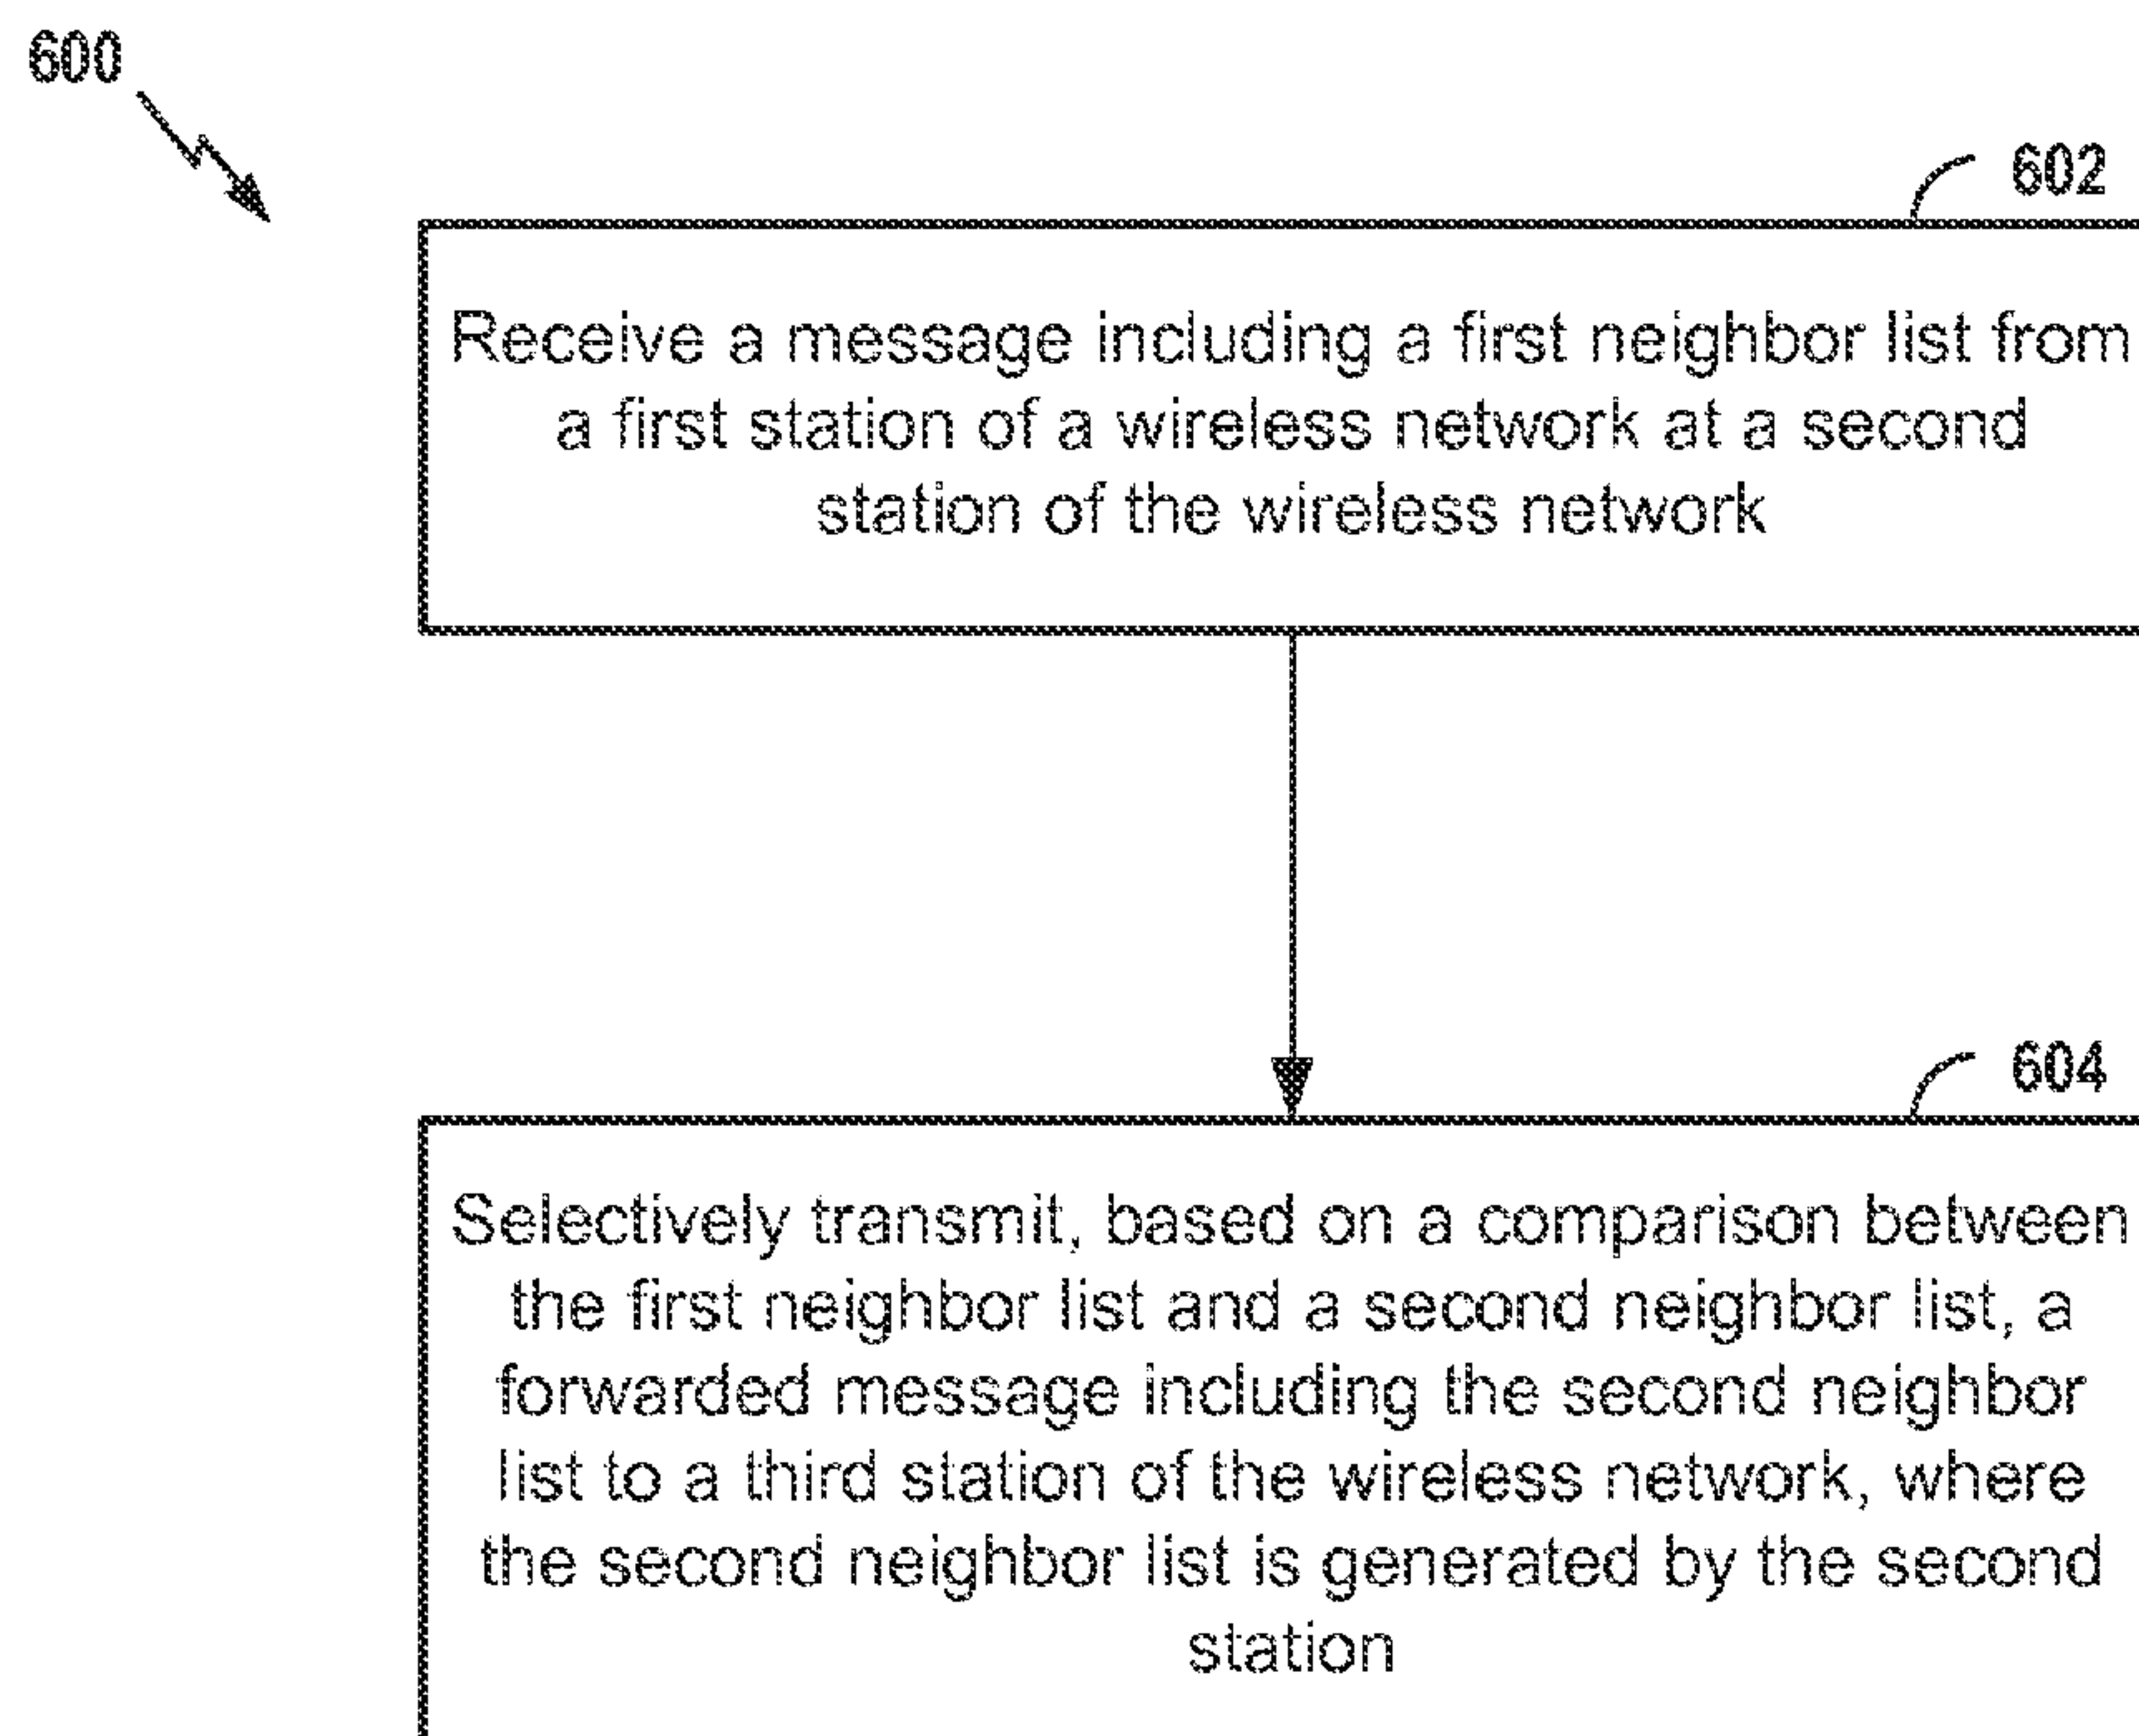 600
602
Receive a message including a first neighbor list from
a first station of a wireless network at a second
station of the wireless network
604
Selectively transmit, based on a comparison between
the first neighbor list and a second neighbor list, a
forwarded message including the second neighbor
list to a third station of the wireless network, where
the second neighbor list is generated by the second
station